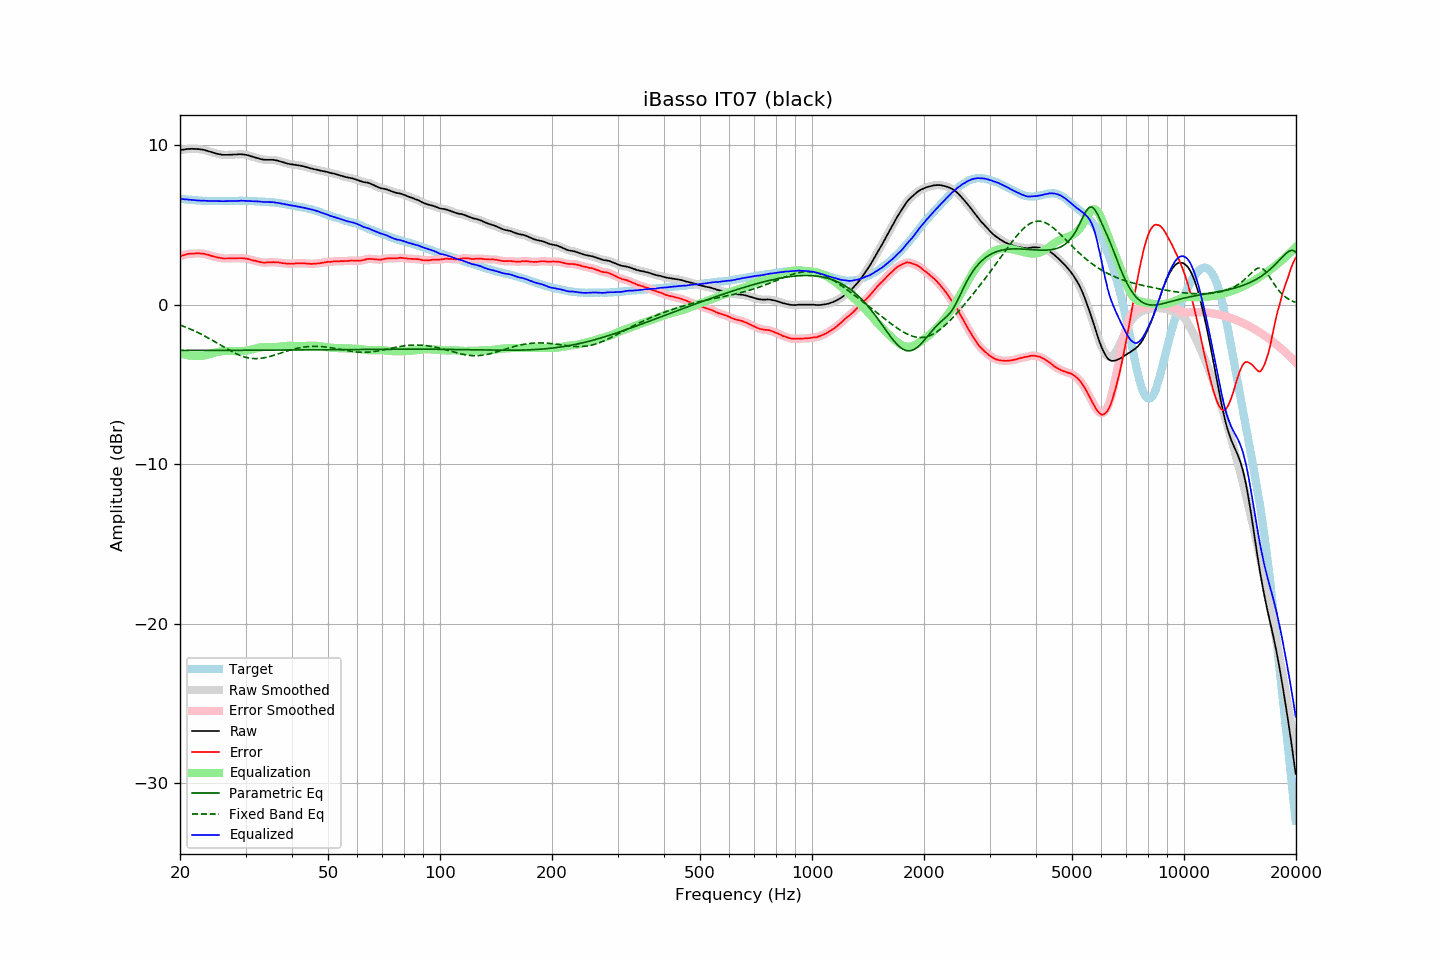 iBasso IT07 (black)
10
0
−10
−20
−30
Amplitude (dBr)
Target
Raw Smoothed
Error Smoothed
Raw
Error
Equalization
Parametric Eq
Fixed Band Eq
Equalized
20
50
100
200
500
1000
2000
5000
10000
20000
Frequency (Hz)